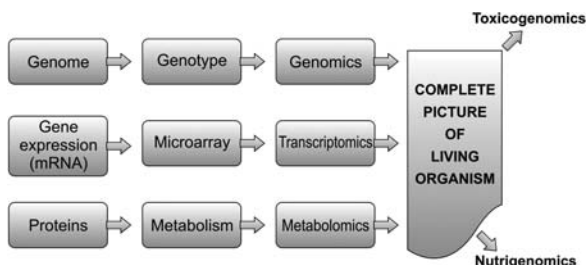 Toxicogenomics
Genome
Genotype
Genomics
COMPLETE
PICTURE
OF
LIVING
ORGANISM
Gene
expression
(mRNA)
Microarray
Transcriptomics
Proteins
Metabolism
Metabolomics
Nutrigenomics